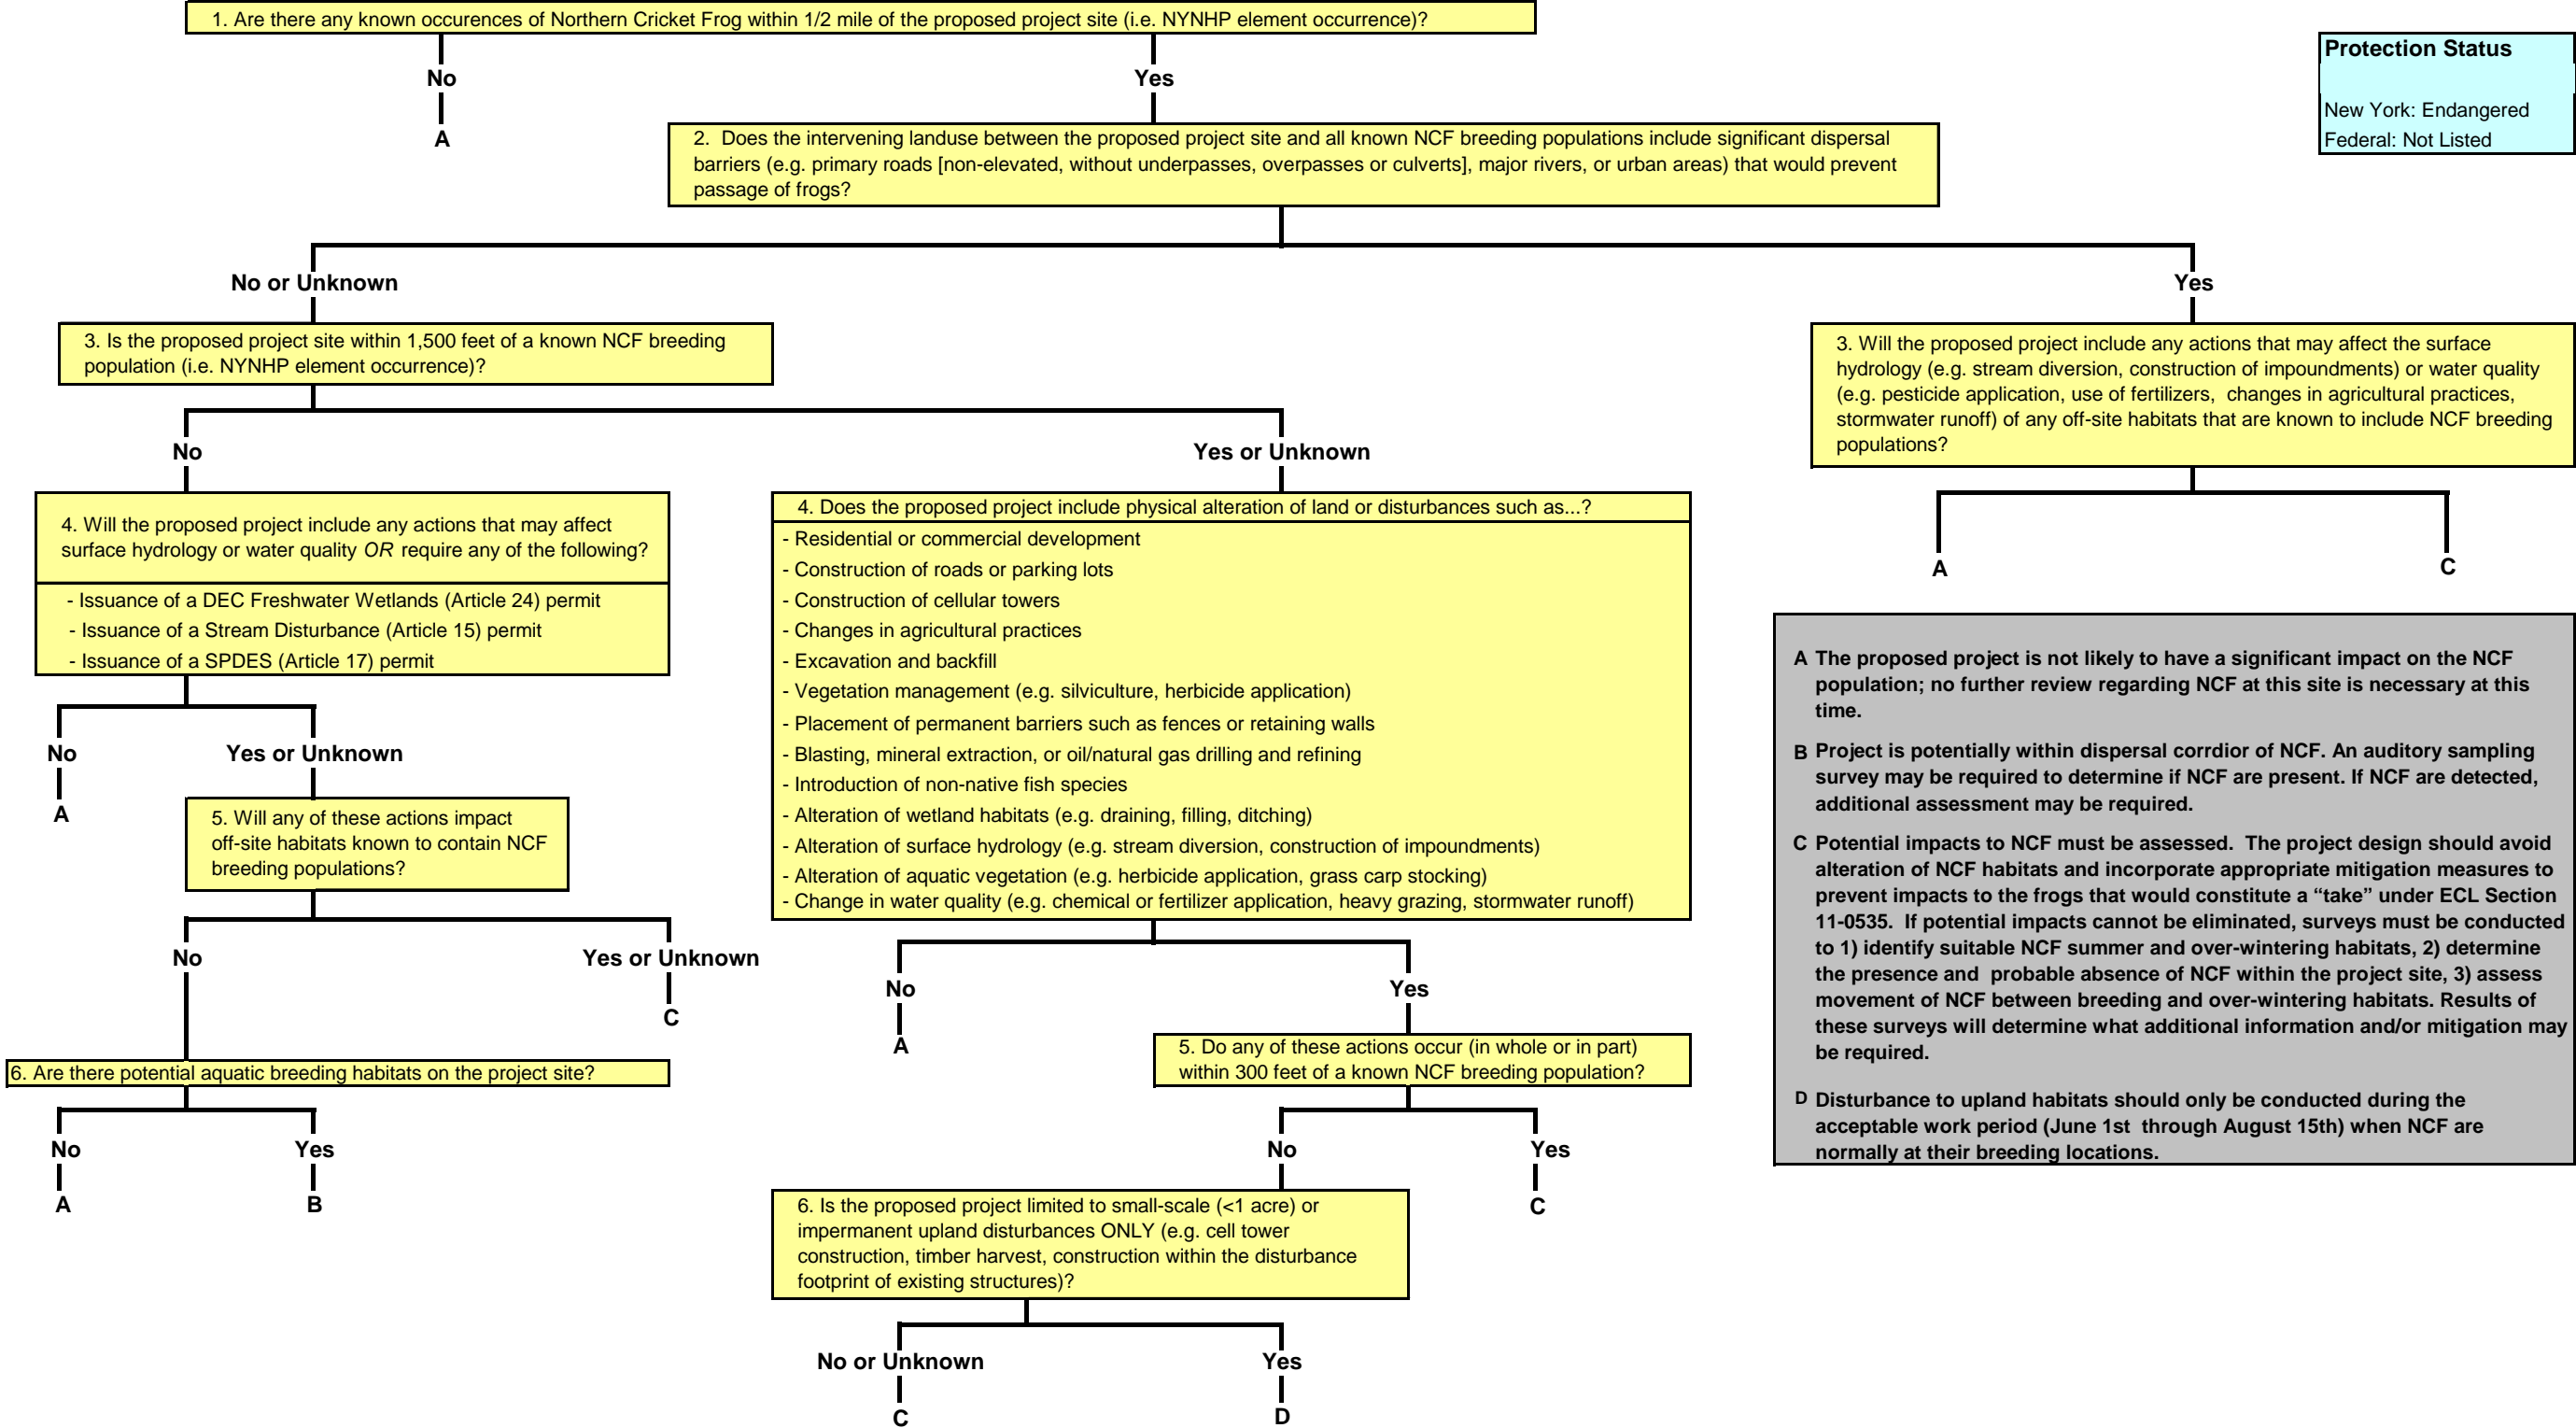 1. Are there any known occurences of Northern Cricket Frog within 1/2 mile of the proposed project site (i.e. NYNHP element occurrence)?
Protection Status
New York: Endangered
Federal: Not Listed
No
Yes
A
2. Does the intervening landuse between the proposed project site and all known NCF breeding populations include significant dispersal
barriers (e.g. primary roads [non-elevated, without underpasses, overpasses or culverts], major rivers, or urban areas) that would prevent
passage of frogs?
No or Unknown
Yes
3. Is the proposed project site within 1,500 feet of a known NCF breeding
population (i.e. NYNHP element occurrence)?
3. Will the proposed project include any actions that may affect the surface
hydrology (e.g. stream diversion, construction of impoundments) or water quality
(e.g. pesticide application, use of fertilizers, changes in agricultural practices,
stormwater runoff) of any off-site habitats that are known to include NCF breeding
populations?
No
Yes or Unknown
A
C
4. Will the proposed project include any actions that may affect
surface hydrology or water quality OR require any of the following?
- Issuance of a DEC Freshwater Wetlands (Article 24) permit
- Issuance of a Stream Disturbance (Article 15) permit
- Issuance of a SPDES (Article 17) permit
4. Does the proposed project include physical alteration of land or disturbances such as...?
- Residential or commercial development
- Construction of roads or parking lots
- Construction of cellular towers
- Changes in agricultural practices
- Excavation and backfill
- Vegetation management (e.g. silviculture, herbicide application)
- Placement of permanent barriers such as fences or retaining walls
- Blasting, mineral extraction, or oil/natural gas drilling and refining
- Introduction of non-native fish species
- Alteration of wetland habitats (e.g. draining, filling, ditching)
- Alteration of surface hydrology (e.g. stream diversion, construction of impoundments)
- Alteration of aquatic vegetation (e.g. herbicide application, grass carp stocking)
- Change in water quality (e.g. chemical or fertilizer application, heavy grazing, stormwater runoff)
No
Yes or Unknown
A
5. Will any of these actions impact
off-site habitats known to contain NCF
breeding populations?
No
Yes or Unknown
C
6. Are there potential aquatic breeding habitats on the project site?
No
Yes
A
B
No
Yes
A
5. Do any of these actions occur (in whole or in part)
within 300 feet of a known NCF breeding population?
No
Yes
C
6. Is the proposed project limited to small-scale (<1 acre) or
impermanent upland disturbances ONLY (e.g. cell tower
construction, timber harvest, construction within the disturbance
footprint of existing structures)?
No or Unknown
Yes
C
D
A The proposed project is not likely to have a significant impact on the NCF
population; no further review regarding NCF at this site is necessary at this
time.
B Project is potentially within dispersal corrdior of NCF. An auditory sampling
survey may be required to determine if NCF are present. If NCF are detected,
additional assessment may be required.
C Potential impacts to NCF must be assessed. The project design should avoid
alteration of NCF habitats and incorporate appropriate mitigation measures to
prevent impacts to the frogs that would constitute a “take” under ECL Section
11-0535. If potential impacts cannot be eliminated, surveys must be conducted
to 1) identify suitable NCF summer and over-wintering habitats, 2) determine
the presence and probable absence of NCF within the project site, 3) assess
movement of NCF between breeding and over-wintering habitats. Results of
these surveys will determine what additional information and/or mitigation may
be required.
D Disturbance to upland habitats should only be conducted during the
acceptable work period (June 1st through August 15th) when NCF are
normally at their breeding locations.